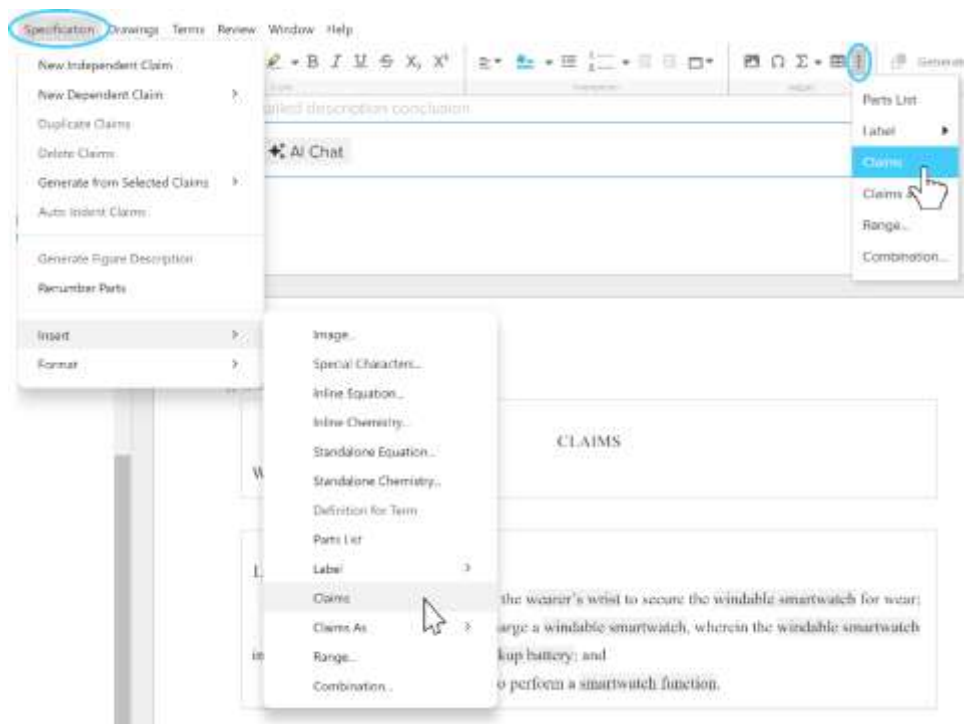 Specification Drawings Terms Review Window Help
New Independent Claim
New Dependent Claim
Duplicate Claims
Delete Claims
Generate from Selected Claims
Auto Indent Claims
Generate Figure Description
Renumber Parts
Insert
Format
B I U S X, X'
Ω Σ
description conclusion
AI Chat
Parts List
Label
Claims
Claims
Range...
Combination...
Image...
Special Characters...
Inline Equation...
Inline Chemistry...
Standalone Equation...
Standalone Chemistry...
Definition for Term
Parts List
Label
Claims
Claims As
Range...
Combination...
CLAIMS
W
the wearer's wrist to secure the windable smartwatch for wear;
arge a windable smartwatch, wherein the windable smartwatch
kup battery; and
o perform a smartwatch function.